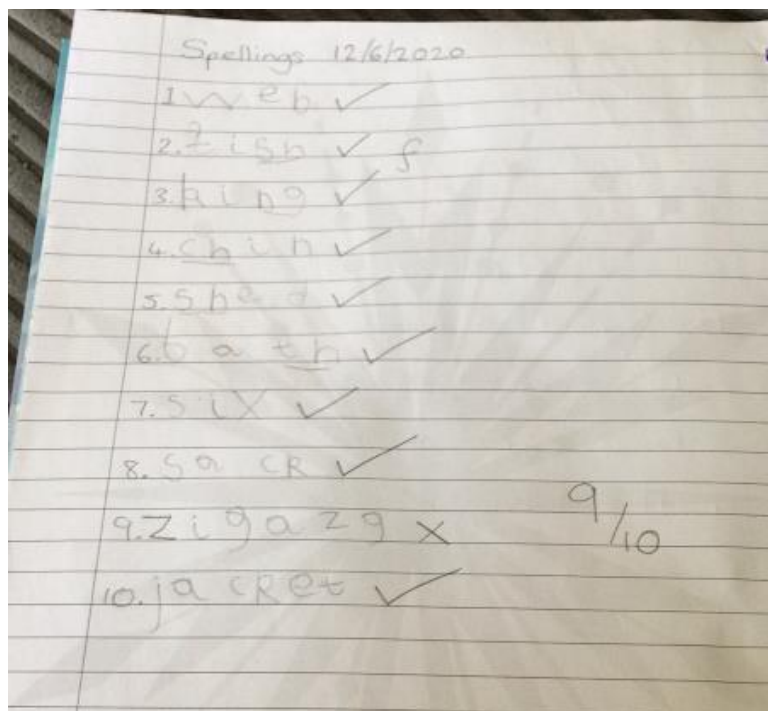 Spellings 12/6/2020
1 web ✓
2. fish ✓ f
3. king ✓
4. chin ✓
5. shed ✓
6. bath ✓
7. six ✓
8. sack ✓
9. zigazg x
10. jacket ✓
9/10